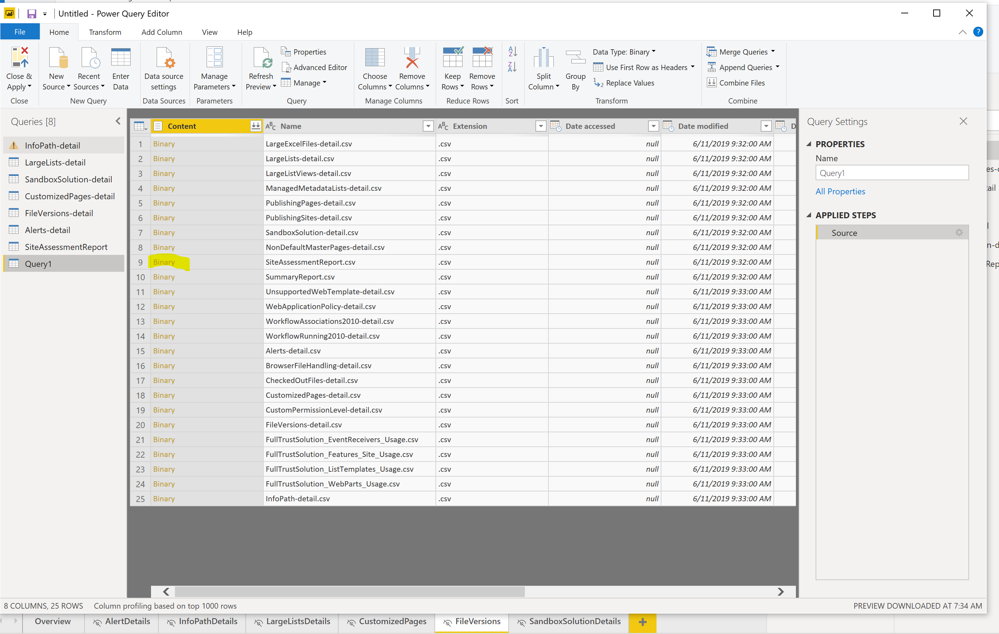 Untitled - Power Query Editor
File Home Transform Add Column View Help
?
Close & Apply
Close
New Source
Recent Sources
Enter Data
New Query
Data source settings
Data Sources
Manage Parameters
Parameters
Refresh Preview
Properties
Advanced Editor
Manage
Query
Choose Columns
Remove Columns
Manage Columns
Keep Rows
Remove Rows
Reduce Rows
Sort
Split Column
Group By
Data Type: Binary
Use First Row as Headers
Replace Values
Transform
Merge Queries
Append Queries
Combine Files
Combine
Queries [8]
InfoPath-detail
LargeLists-detail
SandboxSolution-detail
CustomizedPages-detail
FileVersions-detail
Alerts-detail
SiteAssessmentReport
Query1
Content Name Extension Date accessed Date modified D
1 Binary LargeExcelFiles-detail.csv .csv null 6/11/2019 9:32:00 AM
2 Binary LargeLists-detail.csv .csv null 6/11/2019 9:32:00 AM
3 Binary LargeListViews-detail.csv .csv null 6/11/2019 9:32:00 AM
4 Binary ManagedMetadataLists-detail.csv .csv null 6/11/2019 9:32:00 AM
5 Binary PublishingPages-detail.csv .csv null 6/11/2019 9:32:00 AM
6 Binary PublishingSites-detail.csv .csv null 6/11/2019 9:32:00 AM
7 Binary SandboxSolution-detail.csv .csv null 6/11/2019 9:32:00 AM
8 Binary NonDefaultMasterPages-detail.csv .csv null 6/11/2019 9:32:00 AM
9 Binary SiteAssessmentReport.csv .csv null 6/11/2019 9:32:00 AM
10 Binary SummaryReport.csv .csv null 6/11/2019 9:32:00 AM
11 Binary UnsupportedWebTemplate-detail.csv .csv null 6/11/2019 9:33:00 AM
12 Binary WebApplicationPolicy-detail.csv .csv null 6/11/2019 9:33:00 AM
13 Binary WorkflowAssociations2010-detail.csv .csv null 6/11/2019 9:33:00 AM
14 Binary WorkflowRunning2010-detail.csv .csv null 6/11/2019 9:33:00 AM
15 Binary Alerts-detail.csv .csv null 6/11/2019 9:33:00 AM
16 Binary BrowserFileHandling-detail.csv .csv null 6/11/2019 9:33:00 AM
17 Binary CheckedOutFiles-detail.csv .csv null 6/11/2019 9:33:00 AM
18 Binary CustomizedPages-detail.csv .csv null 6/11/2019 9:33:00 AM
19 Binary CustomPermissionLevel-detail.csv .csv null 6/11/2019 9:33:00 AM
20 Binary FileVersions-detail.csv .csv null 6/11/2019 9:33:00 AM
21 Binary FullTrustSolution_EventReceivers_Usage.csv .csv null 6/11/2019 9:33:00 AM
22 Binary FullTrustSolution_Features_Site_Usage.csv .csv null 6/11/2019 9:33:00 AM
23 Binary FullTrustSolution_ListTemplates_Usage.csv .csv null 6/11/2019 9:33:00 AM
24 Binary FullTrustSolution_WebParts_Usage.csv .csv null 6/11/2019 9:33:00 AM
25 Binary InfoPath-detail.csv .csv null 6/11/2019 9:33:00 AM
Query Settings
PROPERTIES
Name
Query1
All Properties
APPLIED STEPS
Source
8 COLUMNS, 25 ROWS Column profiling based on top 1000 rows
PREVIEW DOWNLOADED AT 7:34 AM
Overview AlertDetails InfoPathDetails LargeListsDetails CustomizedPages FileVersions SandboxSolutionDetails +